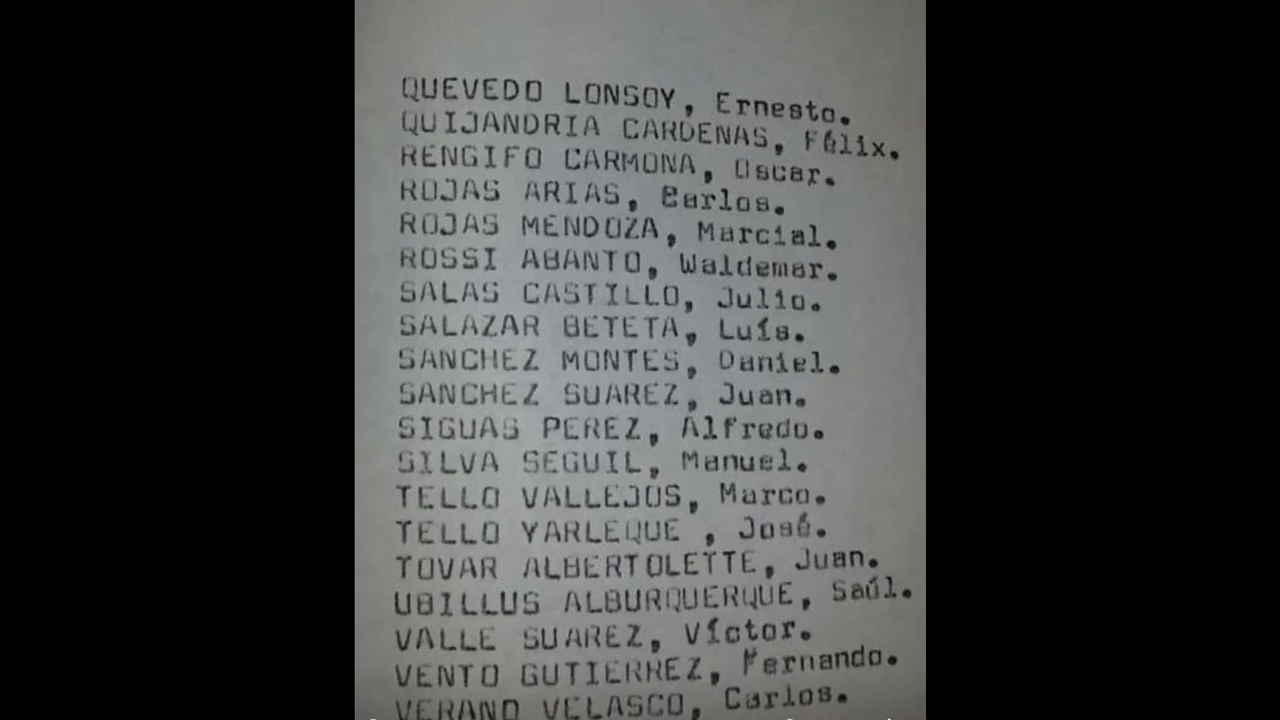 QUEVEDO LONSOY, Ernesto.
QUIJANDRIA CARDENAS, Félix.
RENGIFO CARMONA, Oscar.
ROJAS ARIAS, Carlos.
ROJAS MENDOZA, Marcial.
ROSSI ABANTO, Waldemar.
SALAS CASTILLO, Julio.
SALAZAR BETETA, Luís.
SANCHEZ MONTES, Daniel.
SANCHEZ SUAREZ, Juan.
SIGUAS PEREZ, Alfredo.
SILVA SEGUIL, Manuel.
TELLO VALLEJOS, Marco.
TELLO YARLEQUE , José.
TOVAR ALBERTOLETTE, Juan.
UBILLUS ALBURQUERQUE, Saúl.
VALLE SUAREZ, Víctor.
VENTO GUTIERREZ, Fernando.
VERANO VELASCO, Carlos.